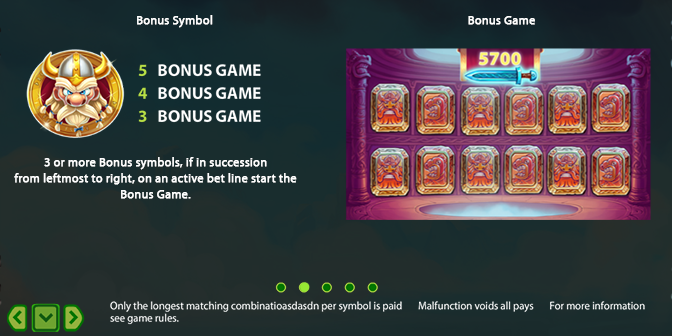 Bonus Symbol
Bonus Game
5 BONUS GAME
4 BONUS GAME
3 BONUS GAME
5700
3 or more Bonus symbols, if in succession
from leftmost to right, on an active bet line start the
Bonus Game.
Only the longest matching combinatioasdasdn per symbol is paid Malfunction voids all pays For more information
see game rules.